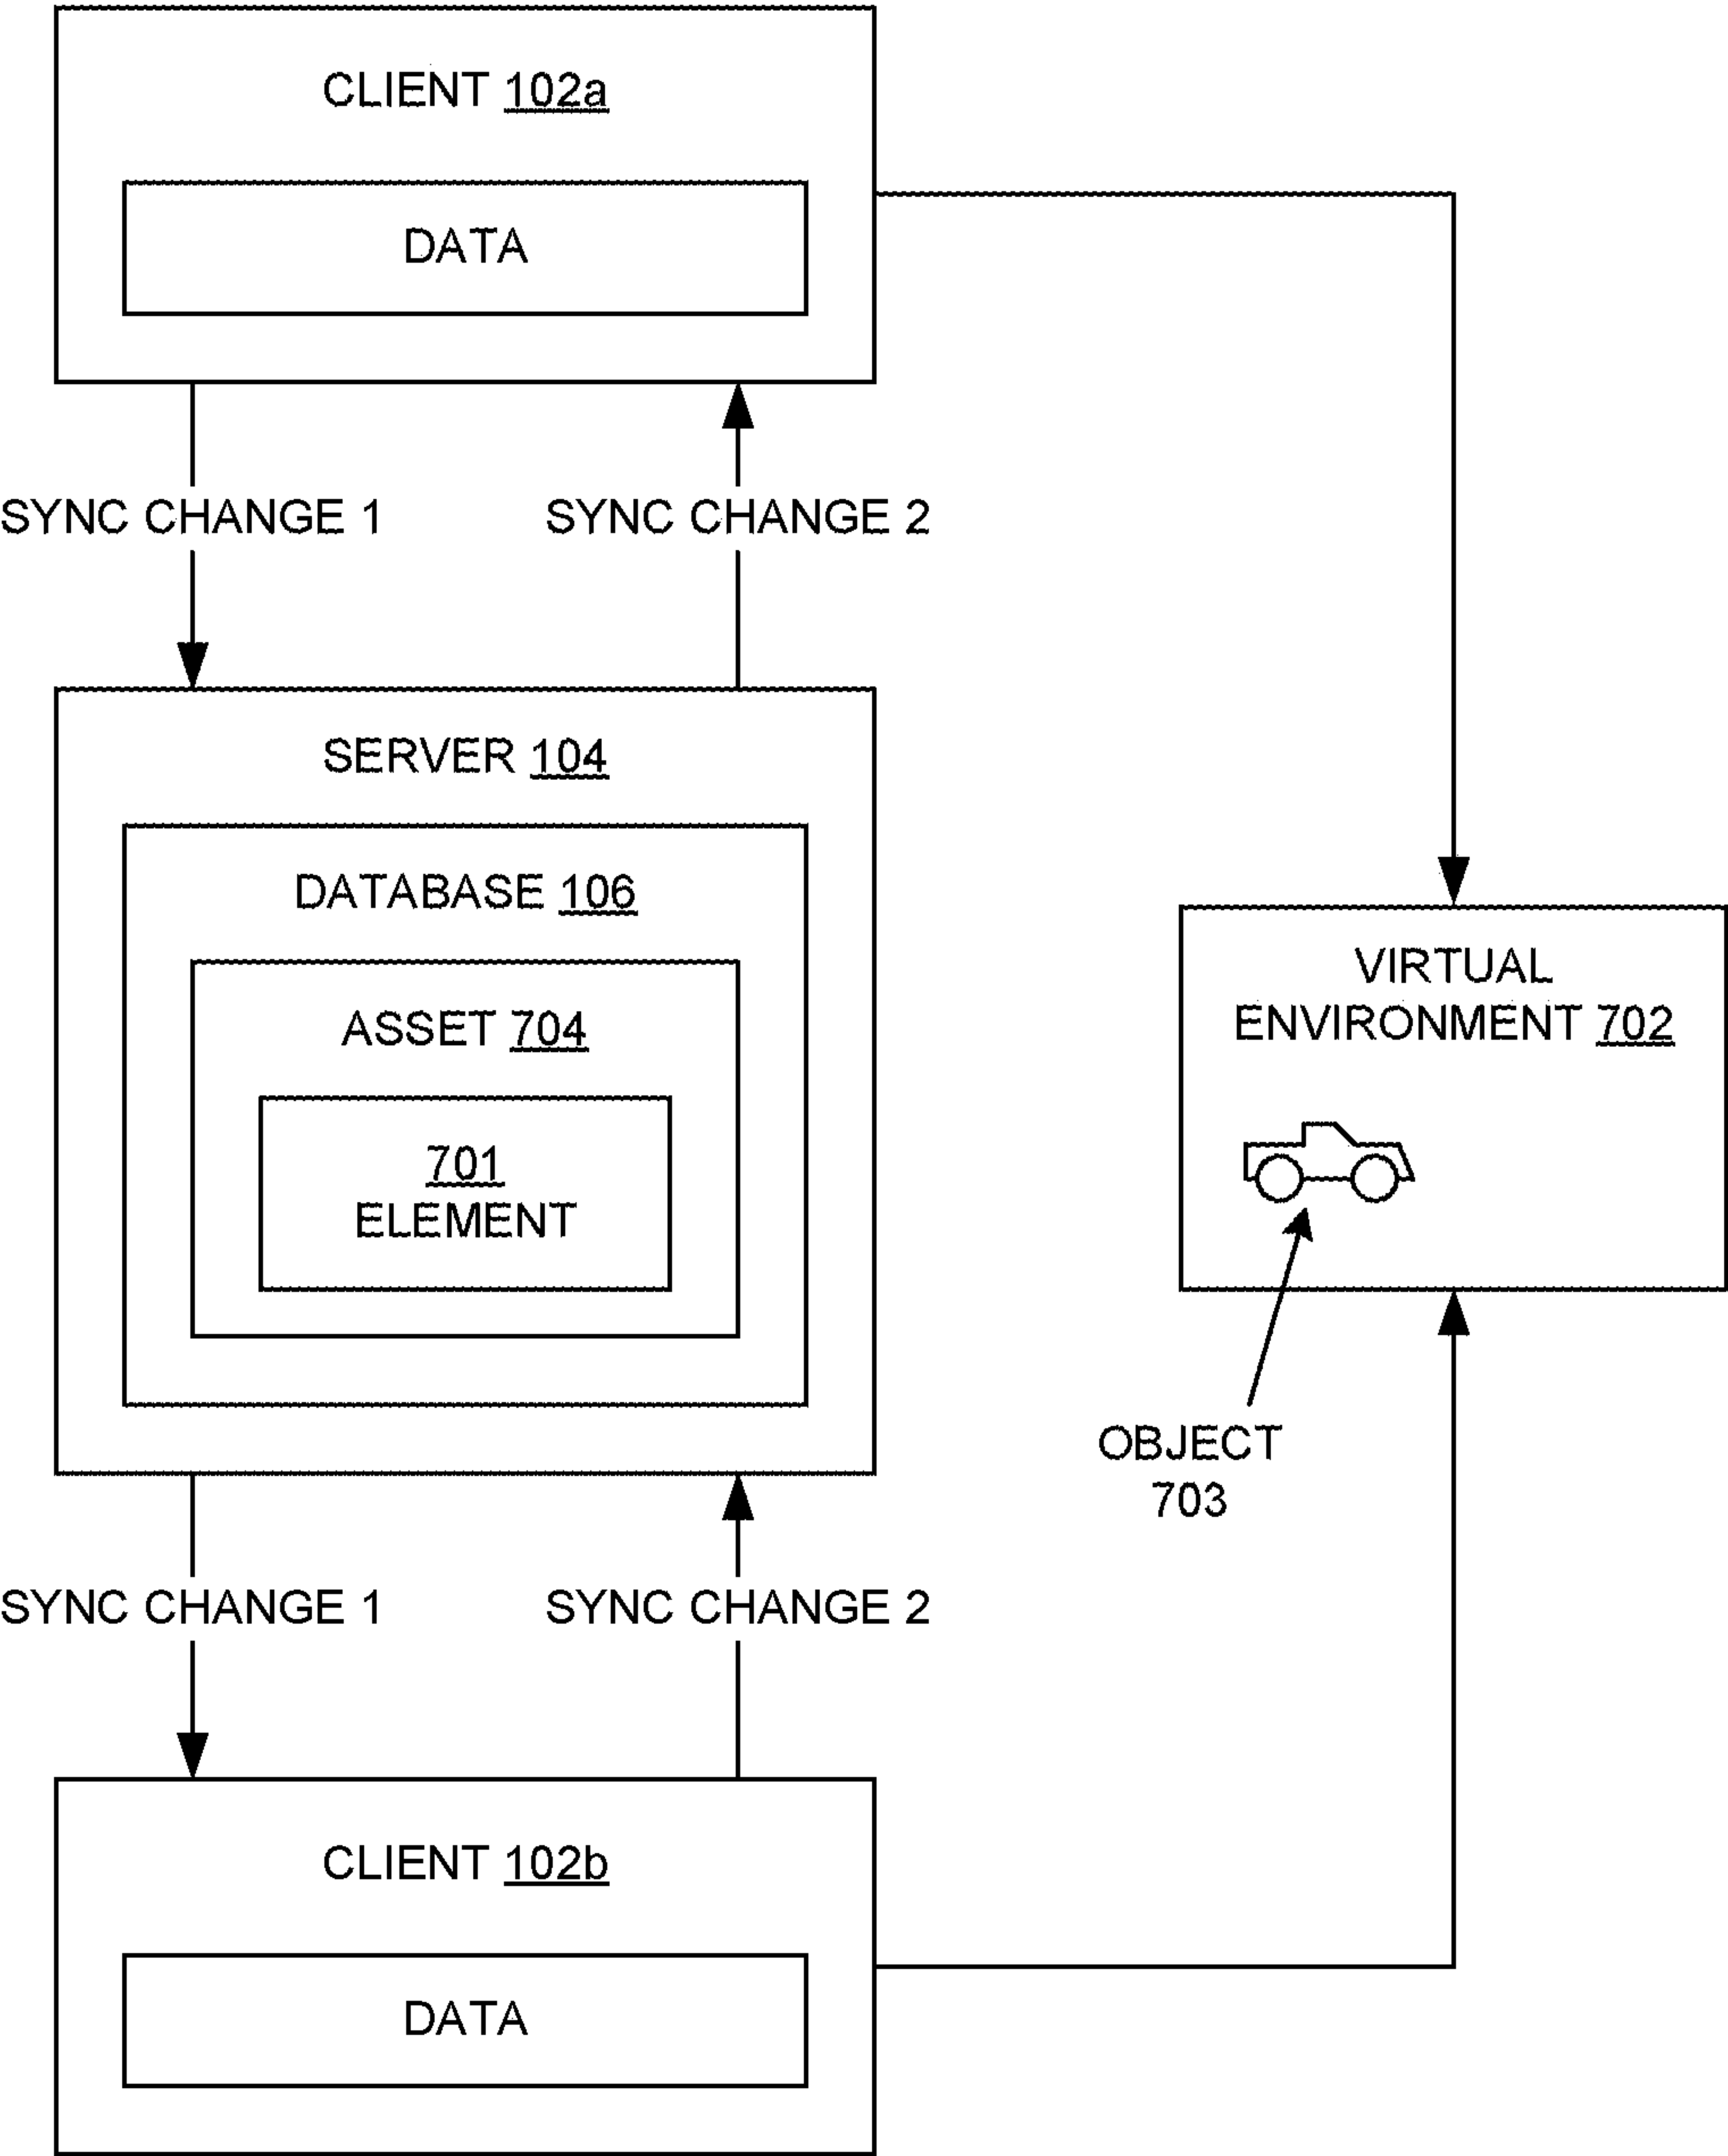 CLIENT 102a
DATA
SYNC CHANGE 1
SYNC CHANGE 2
SERVER 104
DATABASE 106
ASSET 704
701
ELEMENT
VIRTUAL
ENVIRONMENT 702
OBJECT
703
SYNC CHANGE 1
SYNC CHANGE 2
CLIENT 102b
DATA